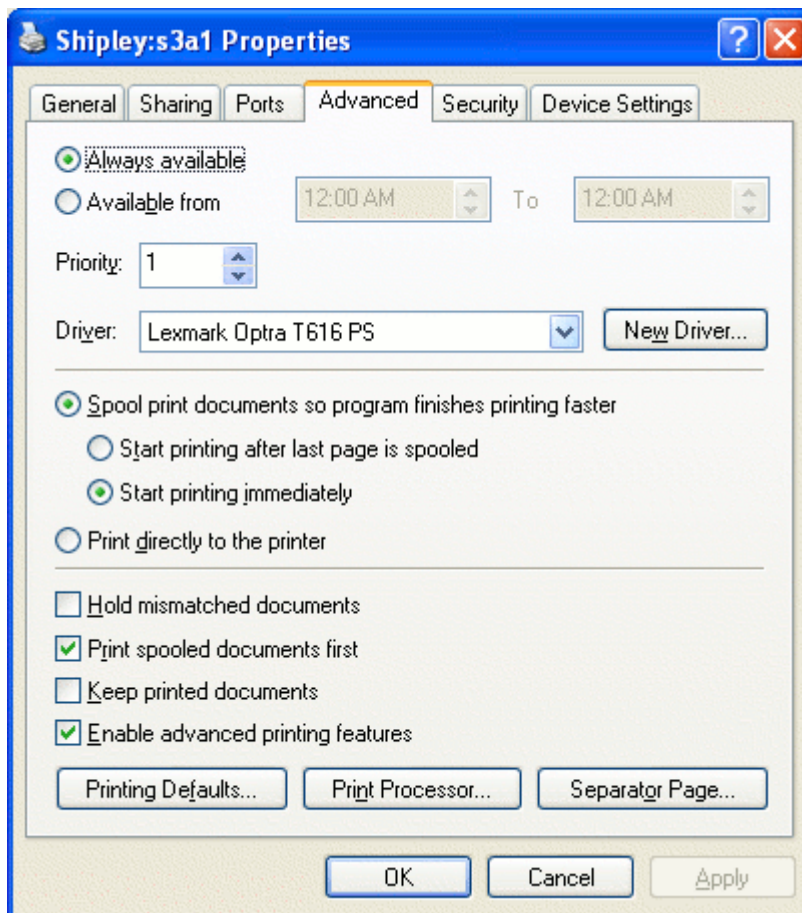 Shipley:s3a1 Properties
General Sharing Ports Advanced Security Device Settings
Always available
Available from 12:00 AM To 12:00 AM
Priority: 1
Driver: Lexmark Optra T616 PS New Driver...
Spool print documents so program finishes printing faster
Start printing after last page is spooled
Start printing immediately
Print directly to the printer
Hold mismatched documents
Print spooled documents first
Keep printed documents
Enable advanced printing features
Printing Defaults... Print Processor... Separator Page...
OK Cancel Apply